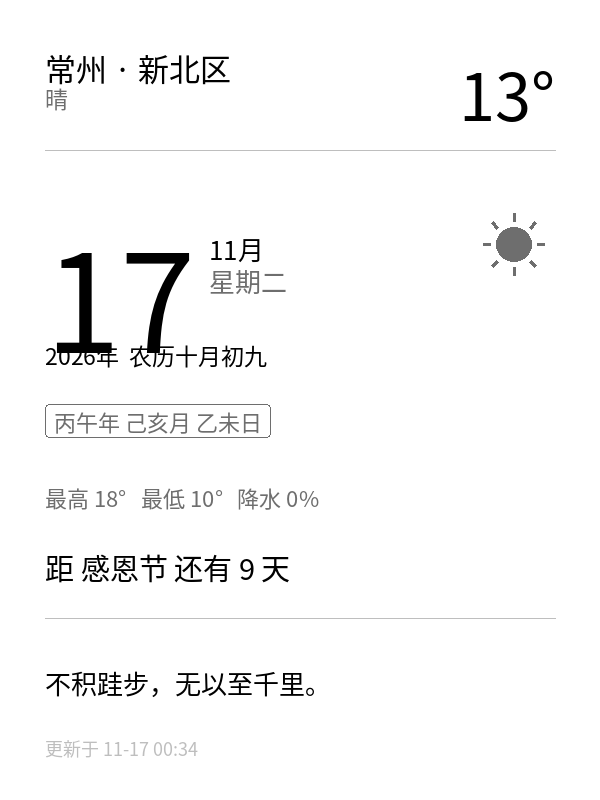 常州 · 新北区
晴
13°
17
11月
星期二
2026年 农历十月初九
丙午年 己亥月 乙未日
最高 18° 最低 10° 降水 0%
距 感恩节 还有 9 天
不积跬步，无以至千里。
更新于 11-17 00:34